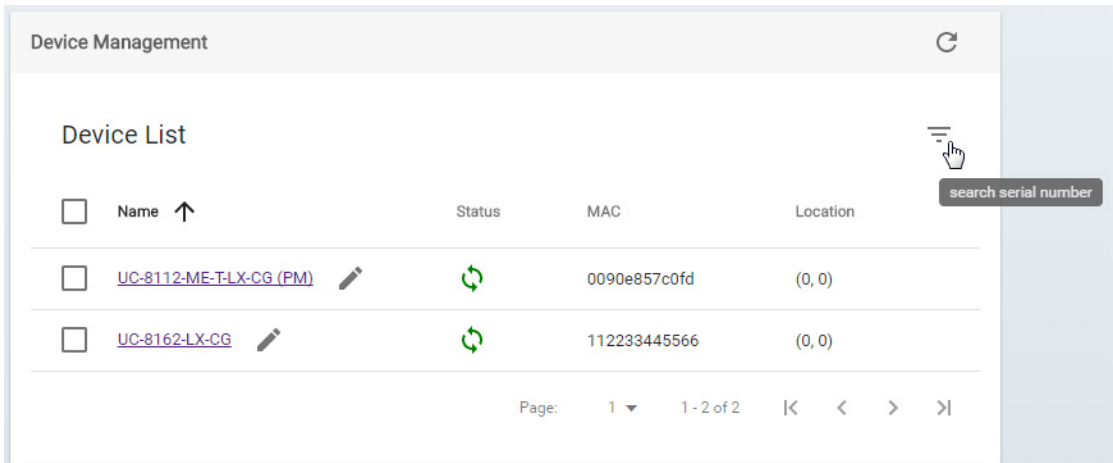 Device Management
Device List
search serial number
Name Status MAC Location
UC-8112-ME-T-LX-CG (PM) 0090e857c0fd (0, 0)
UC-8162-LX-CG 112233445566 (0, 0)
Page: 1 1 - 2 of 2